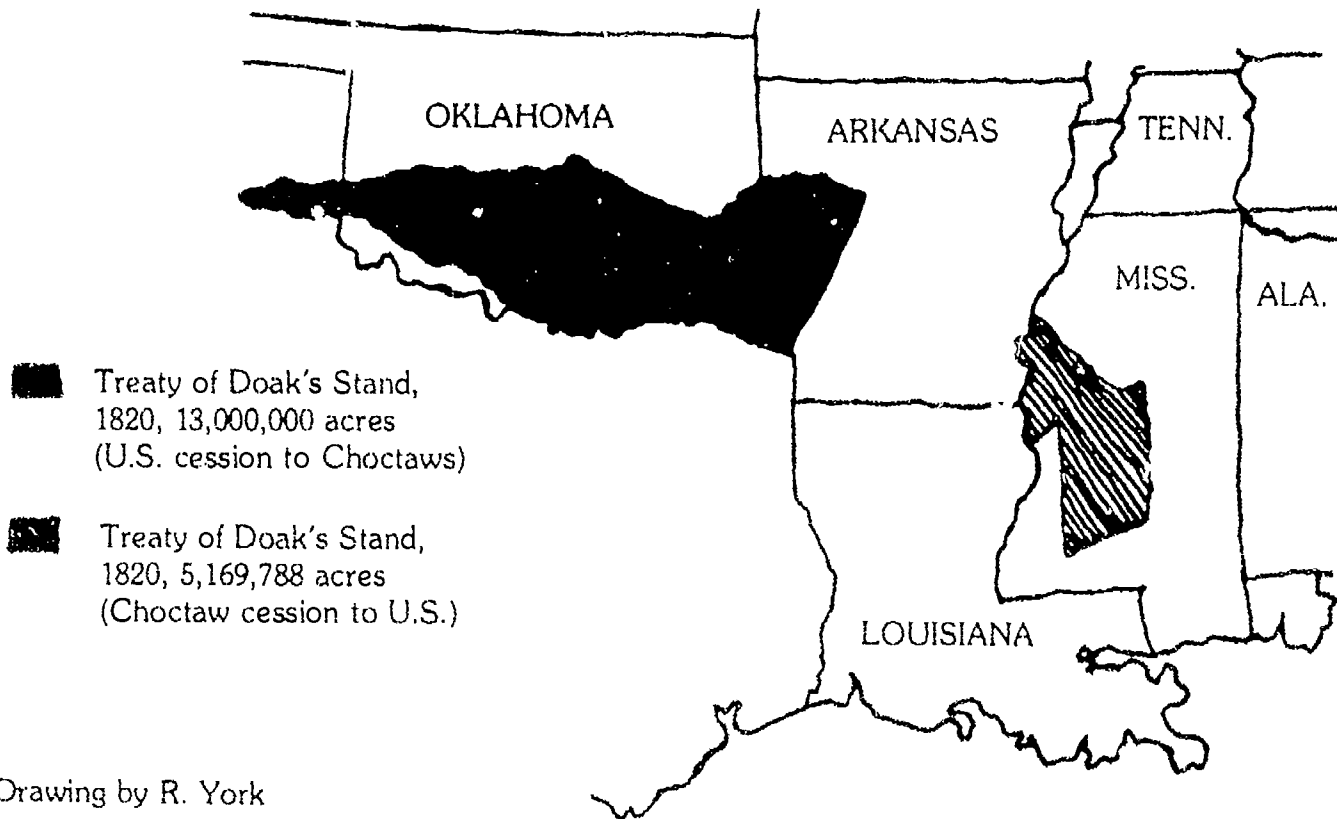 OKLAHOMA
ARKANSAS
TENN.
MISS.
ALA.
Treaty of Doak's Stand,
1820, 13,000,000 acres
(U.S. cession to Choctaws)
Treaty of Doak's Stand,
1820, 5,169,788 acres
(Choctaw cession to U.S.)
LOUISIANA
Drawing by R. York